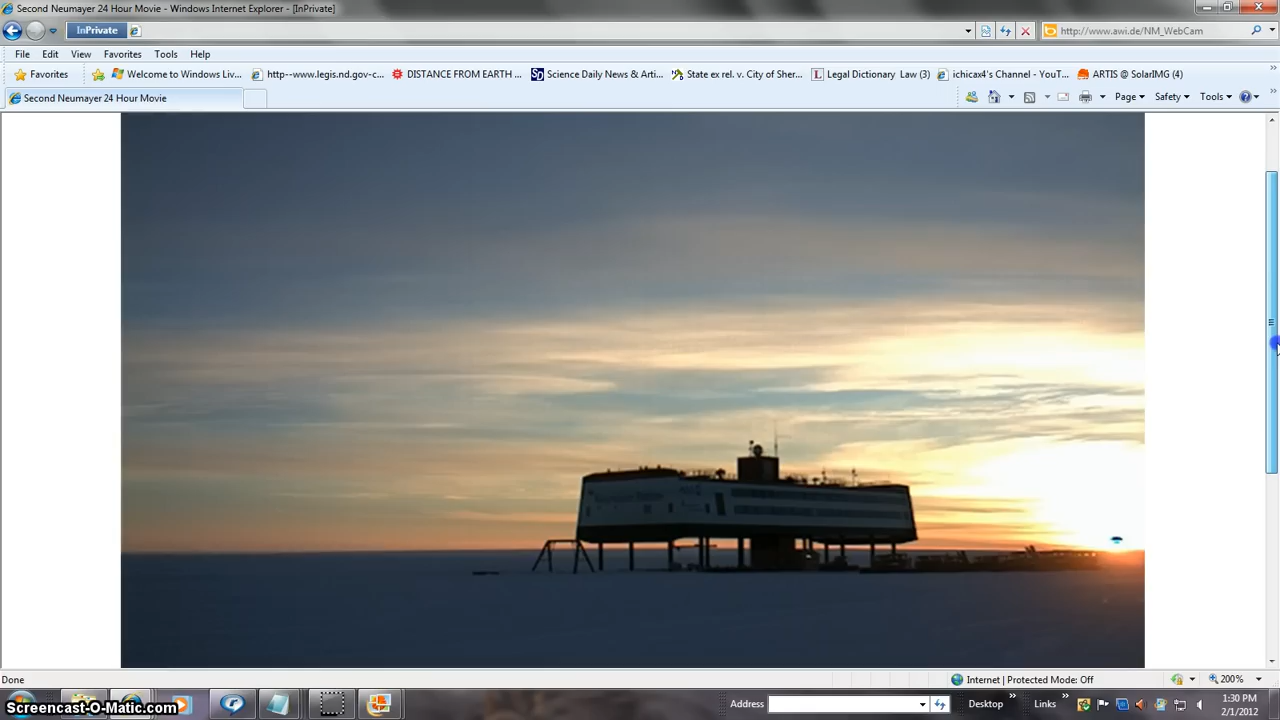 Second Neumayer 24 Hour Movie - Windows Internet Explorer - [InPrivate]
InPrivate
http://www.awi.de/NM_WebCam
File Edit View Favorites Tools Help
Favorites Welcome to Windows Liv... http--www.legis.nd.gov-c... DISTANCE FROM EARTH ... Science Daily News & Arti... State ex rel. v. City of Sher... Legal Dictionary Law (3) ichicax4's Channel - YouT... ARTIS @ SolarIMG (4)
Second Neumayer 24 Hour Movie
Page Safety Tools
Done Internet | Protected Mode: Off 200%
Screencast-O-Matic.com Address Desktop Links 1:30 PM
2/1/2012